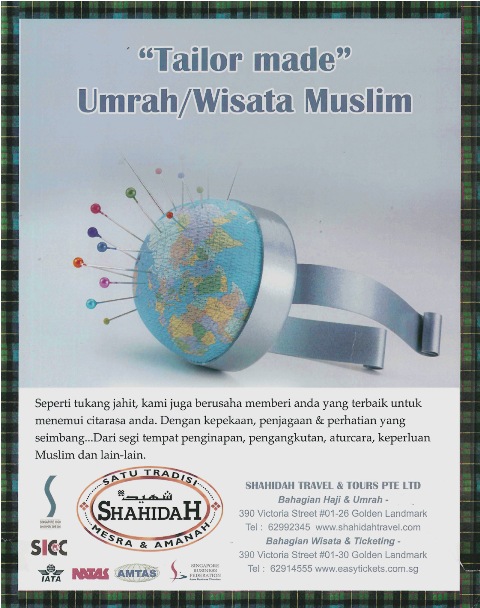 “Tailor made”
Umrah/Wisata Muslim
Seperti tukang jahit, kami juga berusaha memberi anda yang terbaik untuk
menemui citarasa anda. Dengan kepekaan, penjagaan & perhatian yang
seimbang...Dari segi tempat penginapan, pengangkutan, aturcara, keperluan
Muslim dan lain-lain.
SATU TRADISI
شهيدة
SHAHIDAH
MESRA & AMANAH
SICC
IATA
NATAS
AMTAS
SINGAPORE
BUSINESS
FEDERATION
SHAHIDAH TRAVEL & TOURS PTE LTD
Bahagian Haji & Umrah -
390 Victoria Street #01-26 Golden Landmark
Tel : 62992345 www.shahidahtravel.com
Bahagian Wisata & Ticketing -
390 Victoria Street #01-30 Golden Landmark
Tel : 62914555 www.easytickets.com.sg